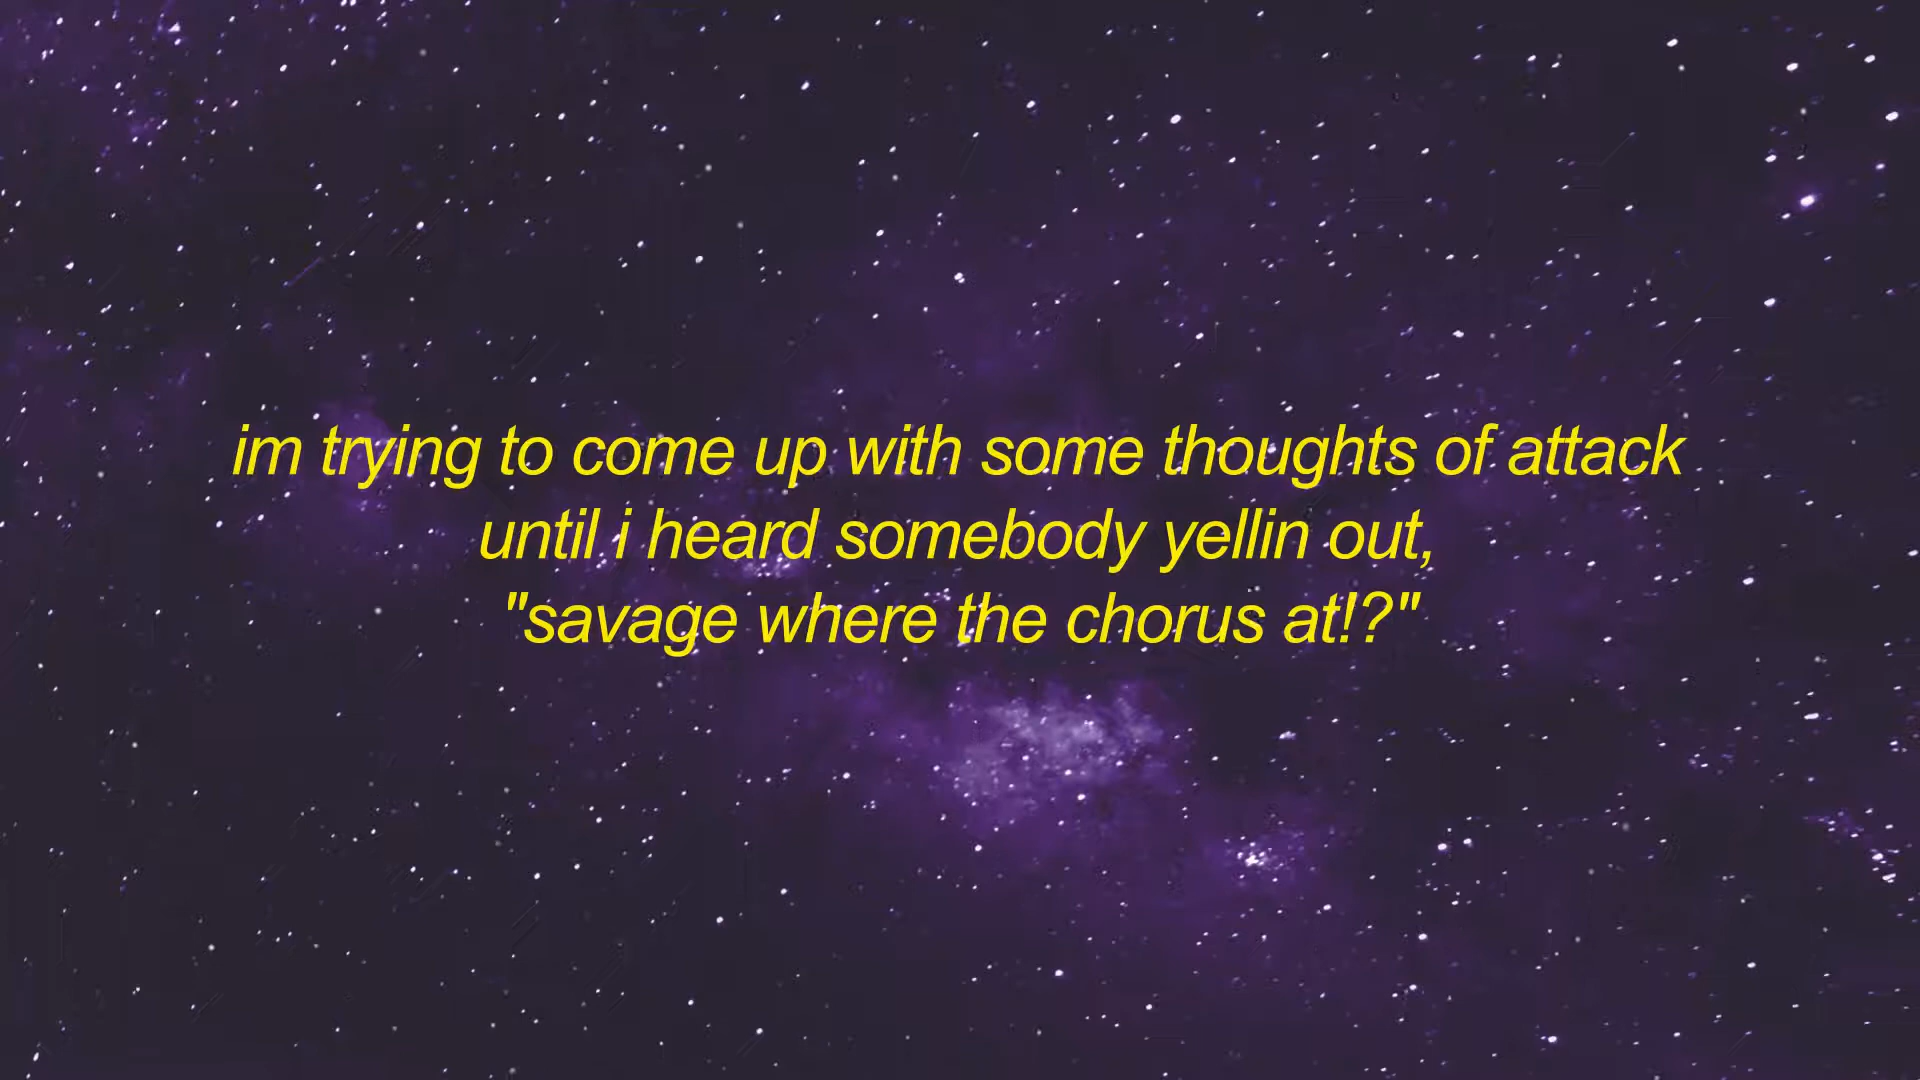 im trying to come up with some thoughts of attack
until i heard somebody yellin out,
"savage where the chorus at!?"